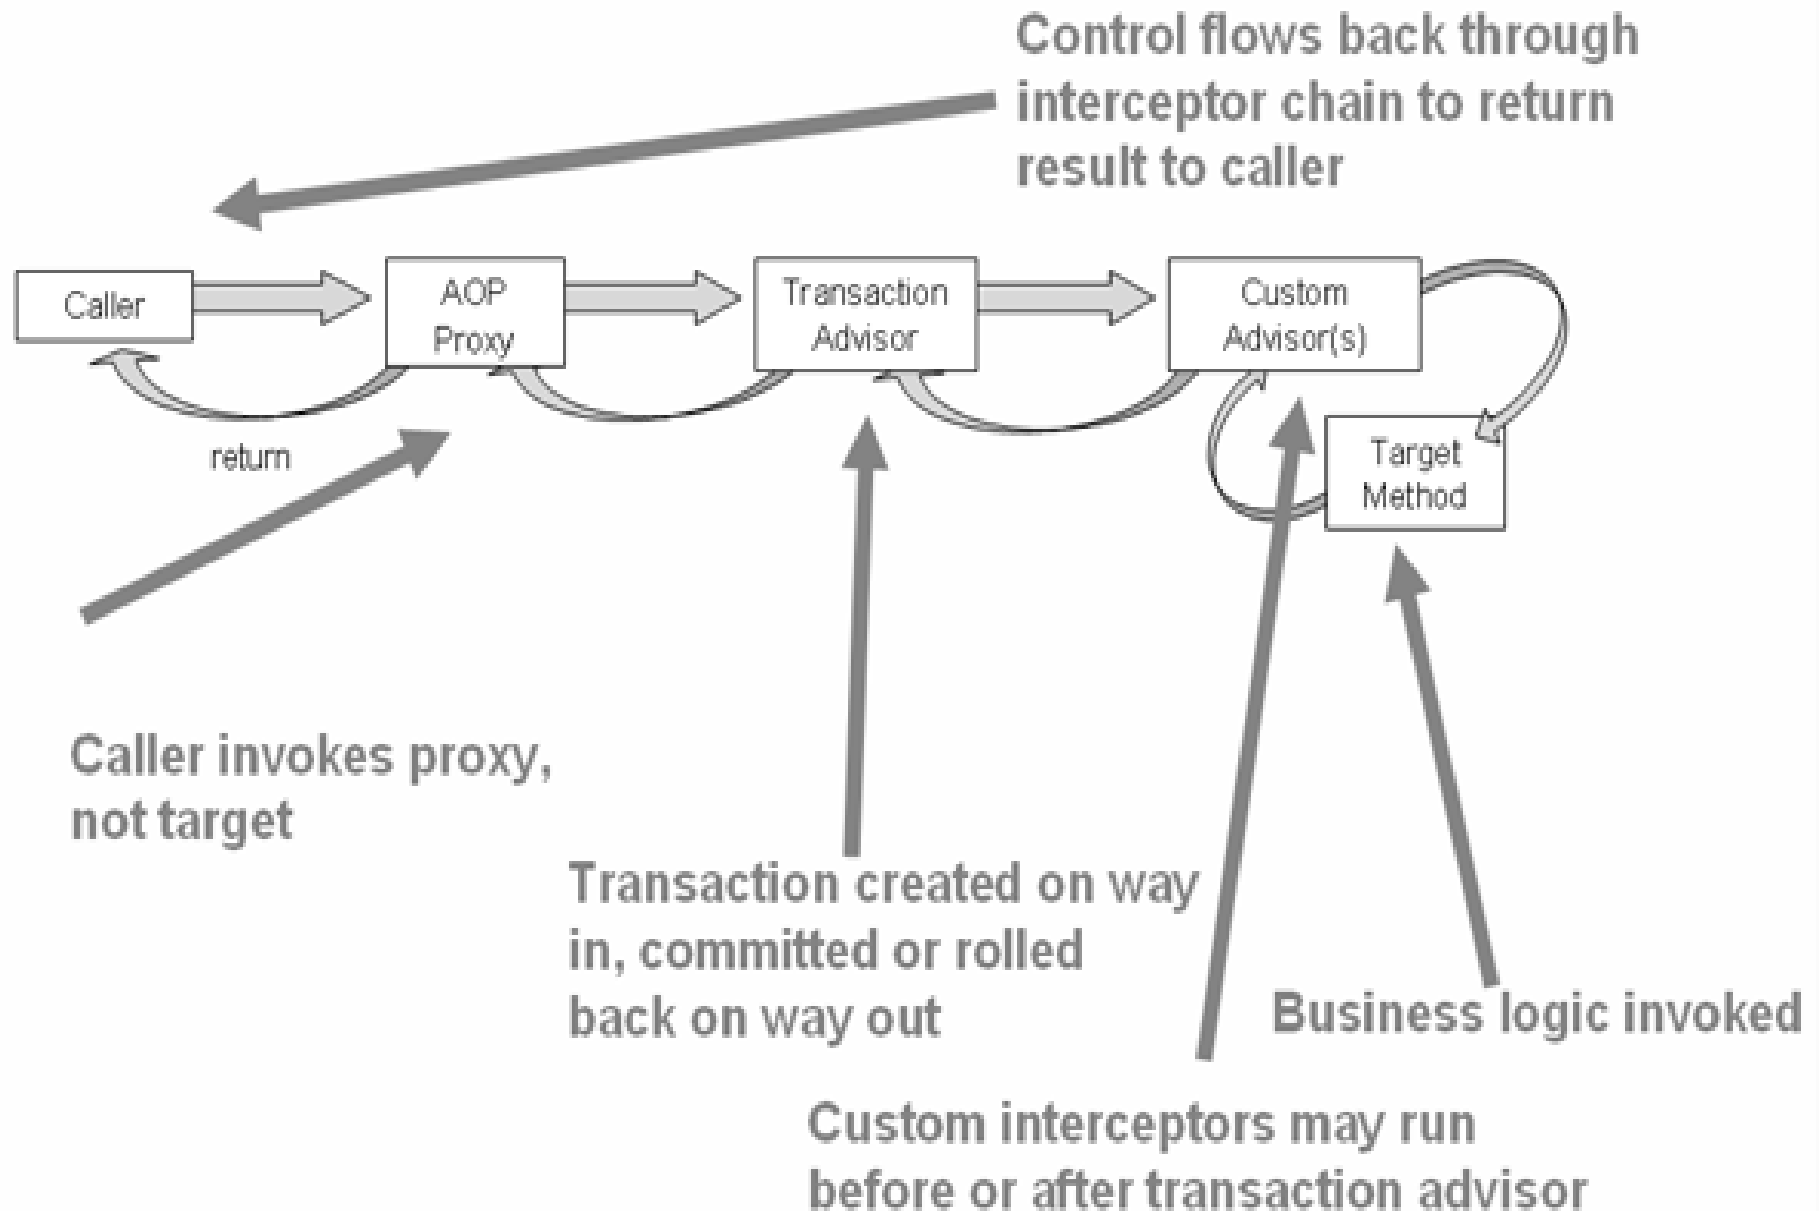 Control flows back through
interceptor chain to return
result to caller
Caller
AOP
Proxy
Transaction
Advisor
Custom
Advisor(s)
return
Target
Method
Caller invokes proxy,
not target
Transaction created on way
in, committed or rolled
back on way out
Business logic invoked
Custom interceptors may run
before or after transaction advisor